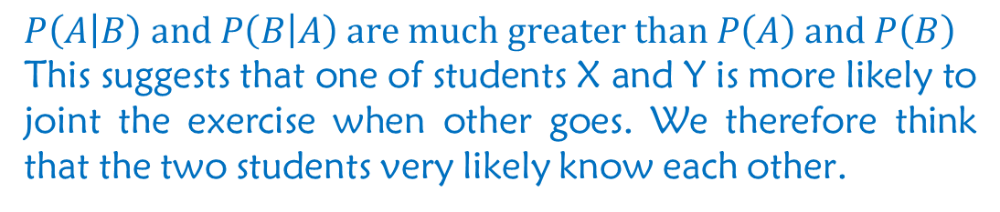 P(A|B) and P(B|A) are much greater than P(A) and P(B)
This suggests that one of students X and Y is more likely to
joint the exercise when other goes. We therefore think
that the two students very likely know each other.